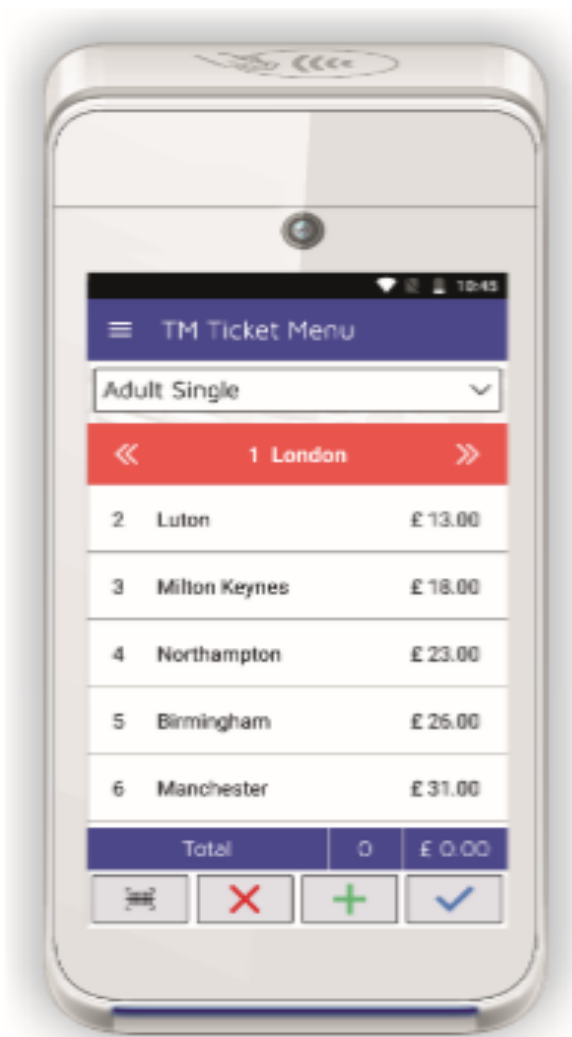 10:45
TM Ticket Menu
Adult Single
1 London
2 Luton £ 13.00
3 Milton Keynes £ 18.00
4 Northampton £ 23.00
5 Birmingham £ 26.00
6 Manchester £ 31.00
Total 0 £ 0.00